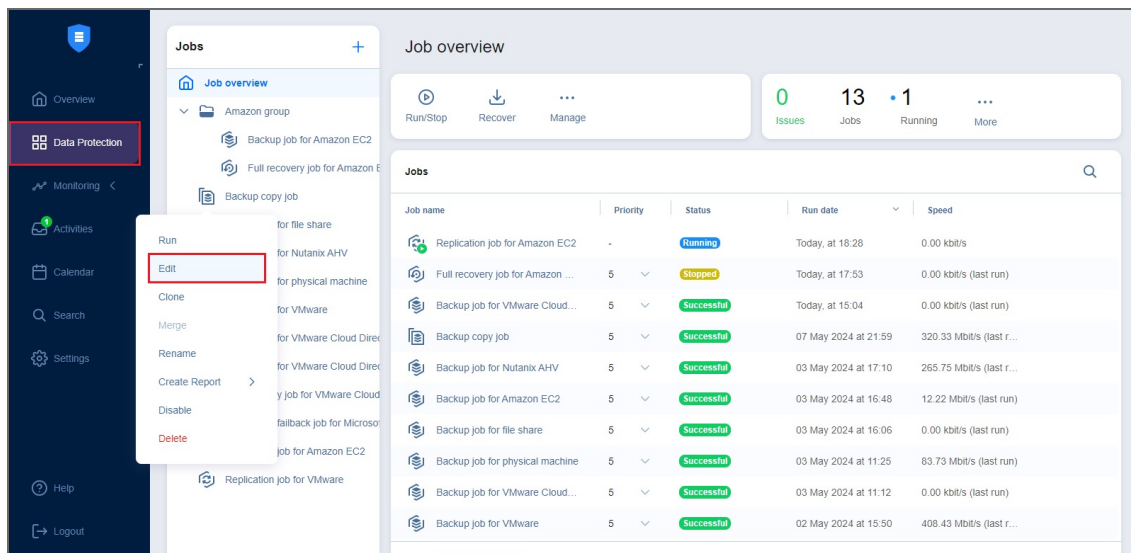 Overview
Data Protection
Monitoring
1
Activities
Calendar
Search
Settings
Help
Logout
Jobs +
Job overview
Amazon group
Backup job for Amazon EC2
Full recovery job for Amazon E
Backup copy job
for file share
for Nutanix AHV
for physical machine
for VMware
for VMware Cloud Direc
for VMware Cloud Direc
y job for VMware Cloud
failback job for Microsof
job for Amazon EC2
Replication job for VMware
Run
Edit
Clone
Merge
Rename
Create Report
Disable
Delete
Job overview
Run/Stop Recover ... Manage
0 13 1 ...
Issues Jobs Running More
Jobs
Job name Priority Status Run date Speed
Replication job for Amazon EC2 - Running Today, at 18:28 0.00 kbit/s
Full recovery job for Amazon ... 5 Stopped Today, at 17:53 0.00 kbit/s (last run)
Backup job for VMware Cloud... 5 Successful Today, at 15:04 0.00 kbit/s (last run)
Backup copy job 5 Successful 07 May 2024 at 21:59 320.33 Mbit/s (last r...
Backup job for Nutanix AHV 5 Successful 03 May 2024 at 17:10 265.75 Mbit/s (last r...
Backup job for Amazon EC2 5 Successful 03 May 2024 at 16:48 12.22 Mbit/s (last run)
Backup job for file share 5 Successful 03 May 2024 at 16:06 0.00 kbit/s (last run)
Backup job for physical machine 5 Successful 03 May 2024 at 11:25 83.73 Mbit/s (last run)
Backup job for VMware Cloud... 5 Successful 03 May 2024 at 11:12 0.00 kbit/s (last run)
Backup job for VMware 5 Successful 02 May 2024 at 15:50 408.43 Mbit/s (last r...